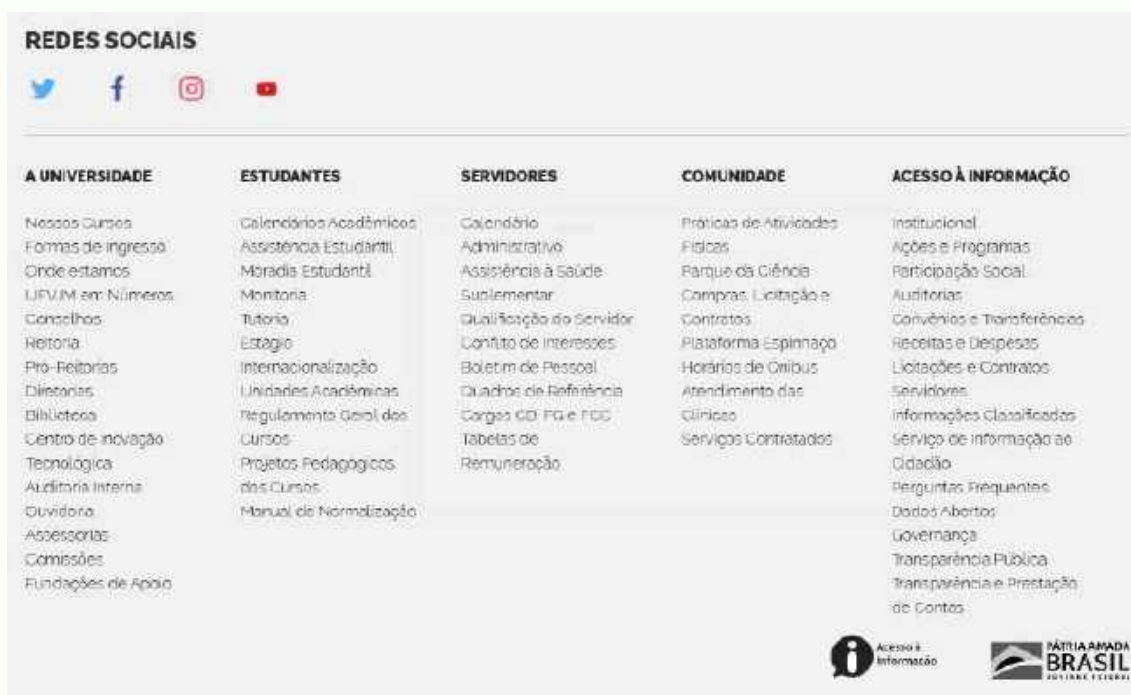 REDES SOCIAIS
A UNIVERSIDADE
Nossos Cursos
Formas de Ingresso
Onde estamos
UFVJM em Números
Conselhos
Reitoria
Pró-Reitorias
Diretorias
Biblioteca
Centro de Inovação
Tecnológica
Auditoria Interna
Ouvidoria
Assessorias
Comissões
Fundações de Apoio
ESTUDANTES
Calendários Acadêmicos
Assistência Estudantil
Moradia Estudantil
Monitoria
Tutoria
Estágio
Internacionalização
Unidades Acadêmicas
Regulamento Geral dos
Cursos
Projetos Pedagógicos
dos Cursos
Manual de Normalização
SERVIDORES
Calendário
Administrativo
Assistência à Saúde
Suplementar
Qualificação do Servidor
Conflito de Interesses
Boletim de Pessoal
Quadros de Referência
Cargos CD FG e FCC
Tabelas de
Remuneração
COMUNIDADE
Práticas de Atividades
Físicas
Parque da Ciência
Compras, Licitação e
Contratos
Plataforma Espinhaço
Horários de Ônibus
Atendimento das
Clínicas
Serviços Contratados
ACESSO À INFORMAÇÃO
Institucional
Ações e Programas
Participação Social
Auditorias
Convênios e Transferências
Receitas e Despesas
Licitações e Contratos
Servidores
Informações Classificadas
Serviço de Informação ao
Cidadão
Perguntas Frequentes
Dados Abertos
Governança
Transparência Pública
Transparência e Prestação
de Contas
Acesso à
Informação
PÁTRIA AMADA
BRASIL
GOVERNO FEDERAL